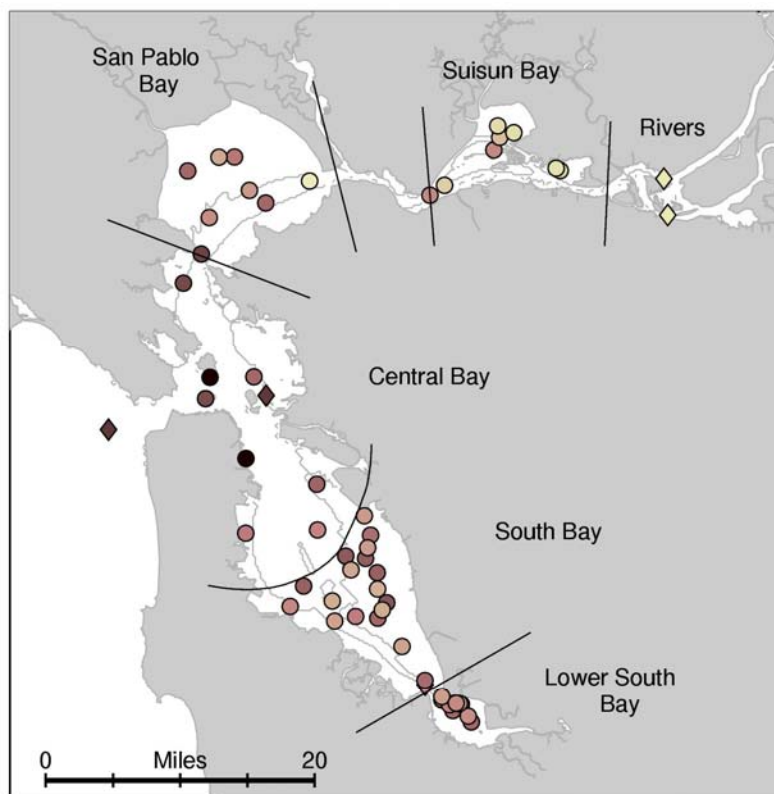 San Pablo
Bay
Suisun Bay
Rivers
Central Bay
South Bay
Lower South
Bay
0 Miles 20